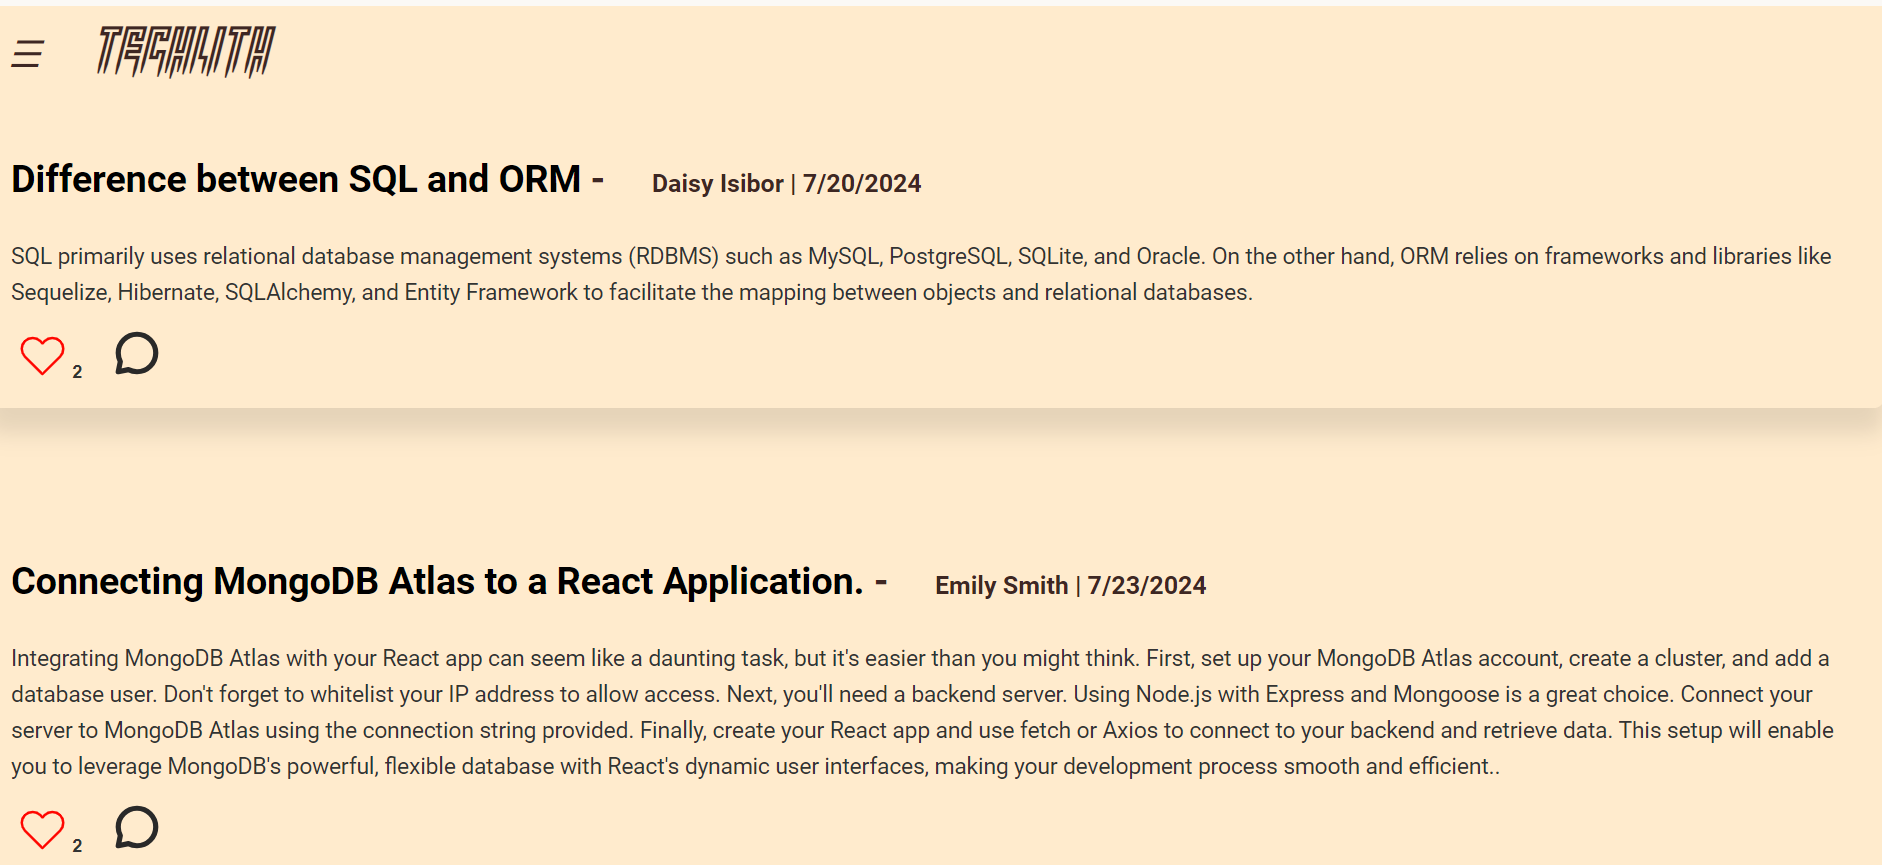 TECHLITH
Difference between SQL and ORM - Daisy Isibor | 7/20/2024
SQL primarily uses relational database management systems (RDBMS) such as MySQL, PostgreSQL, SQLite, and Oracle. On the other hand, ORM relies on frameworks and libraries like
Sequelize, Hibernate, SQLAlchemy, and Entity Framework to facilitate the mapping between objects and relational databases.
2
Connecting MongoDB Atlas to a React Application. - Emily Smith | 7/23/2024
Integrating MongoDB Atlas with your React app can seem like a daunting task, but it's easier than you might think. First, set up your MongoDB Atlas account, create a cluster, and add a
database user. Don't forget to whitelist your IP address to allow access. Next, you'll need a backend server. Using Node.js with Express and Mongoose is a great choice. Connect your
server to MongoDB Atlas using the connection string provided. Finally, create your React app and use fetch or Axios to connect to your backend and retrieve data. This setup will enable
you to leverage MongoDB's powerful, flexible database with React's dynamic user interfaces, making your development process smooth and efficient..
2